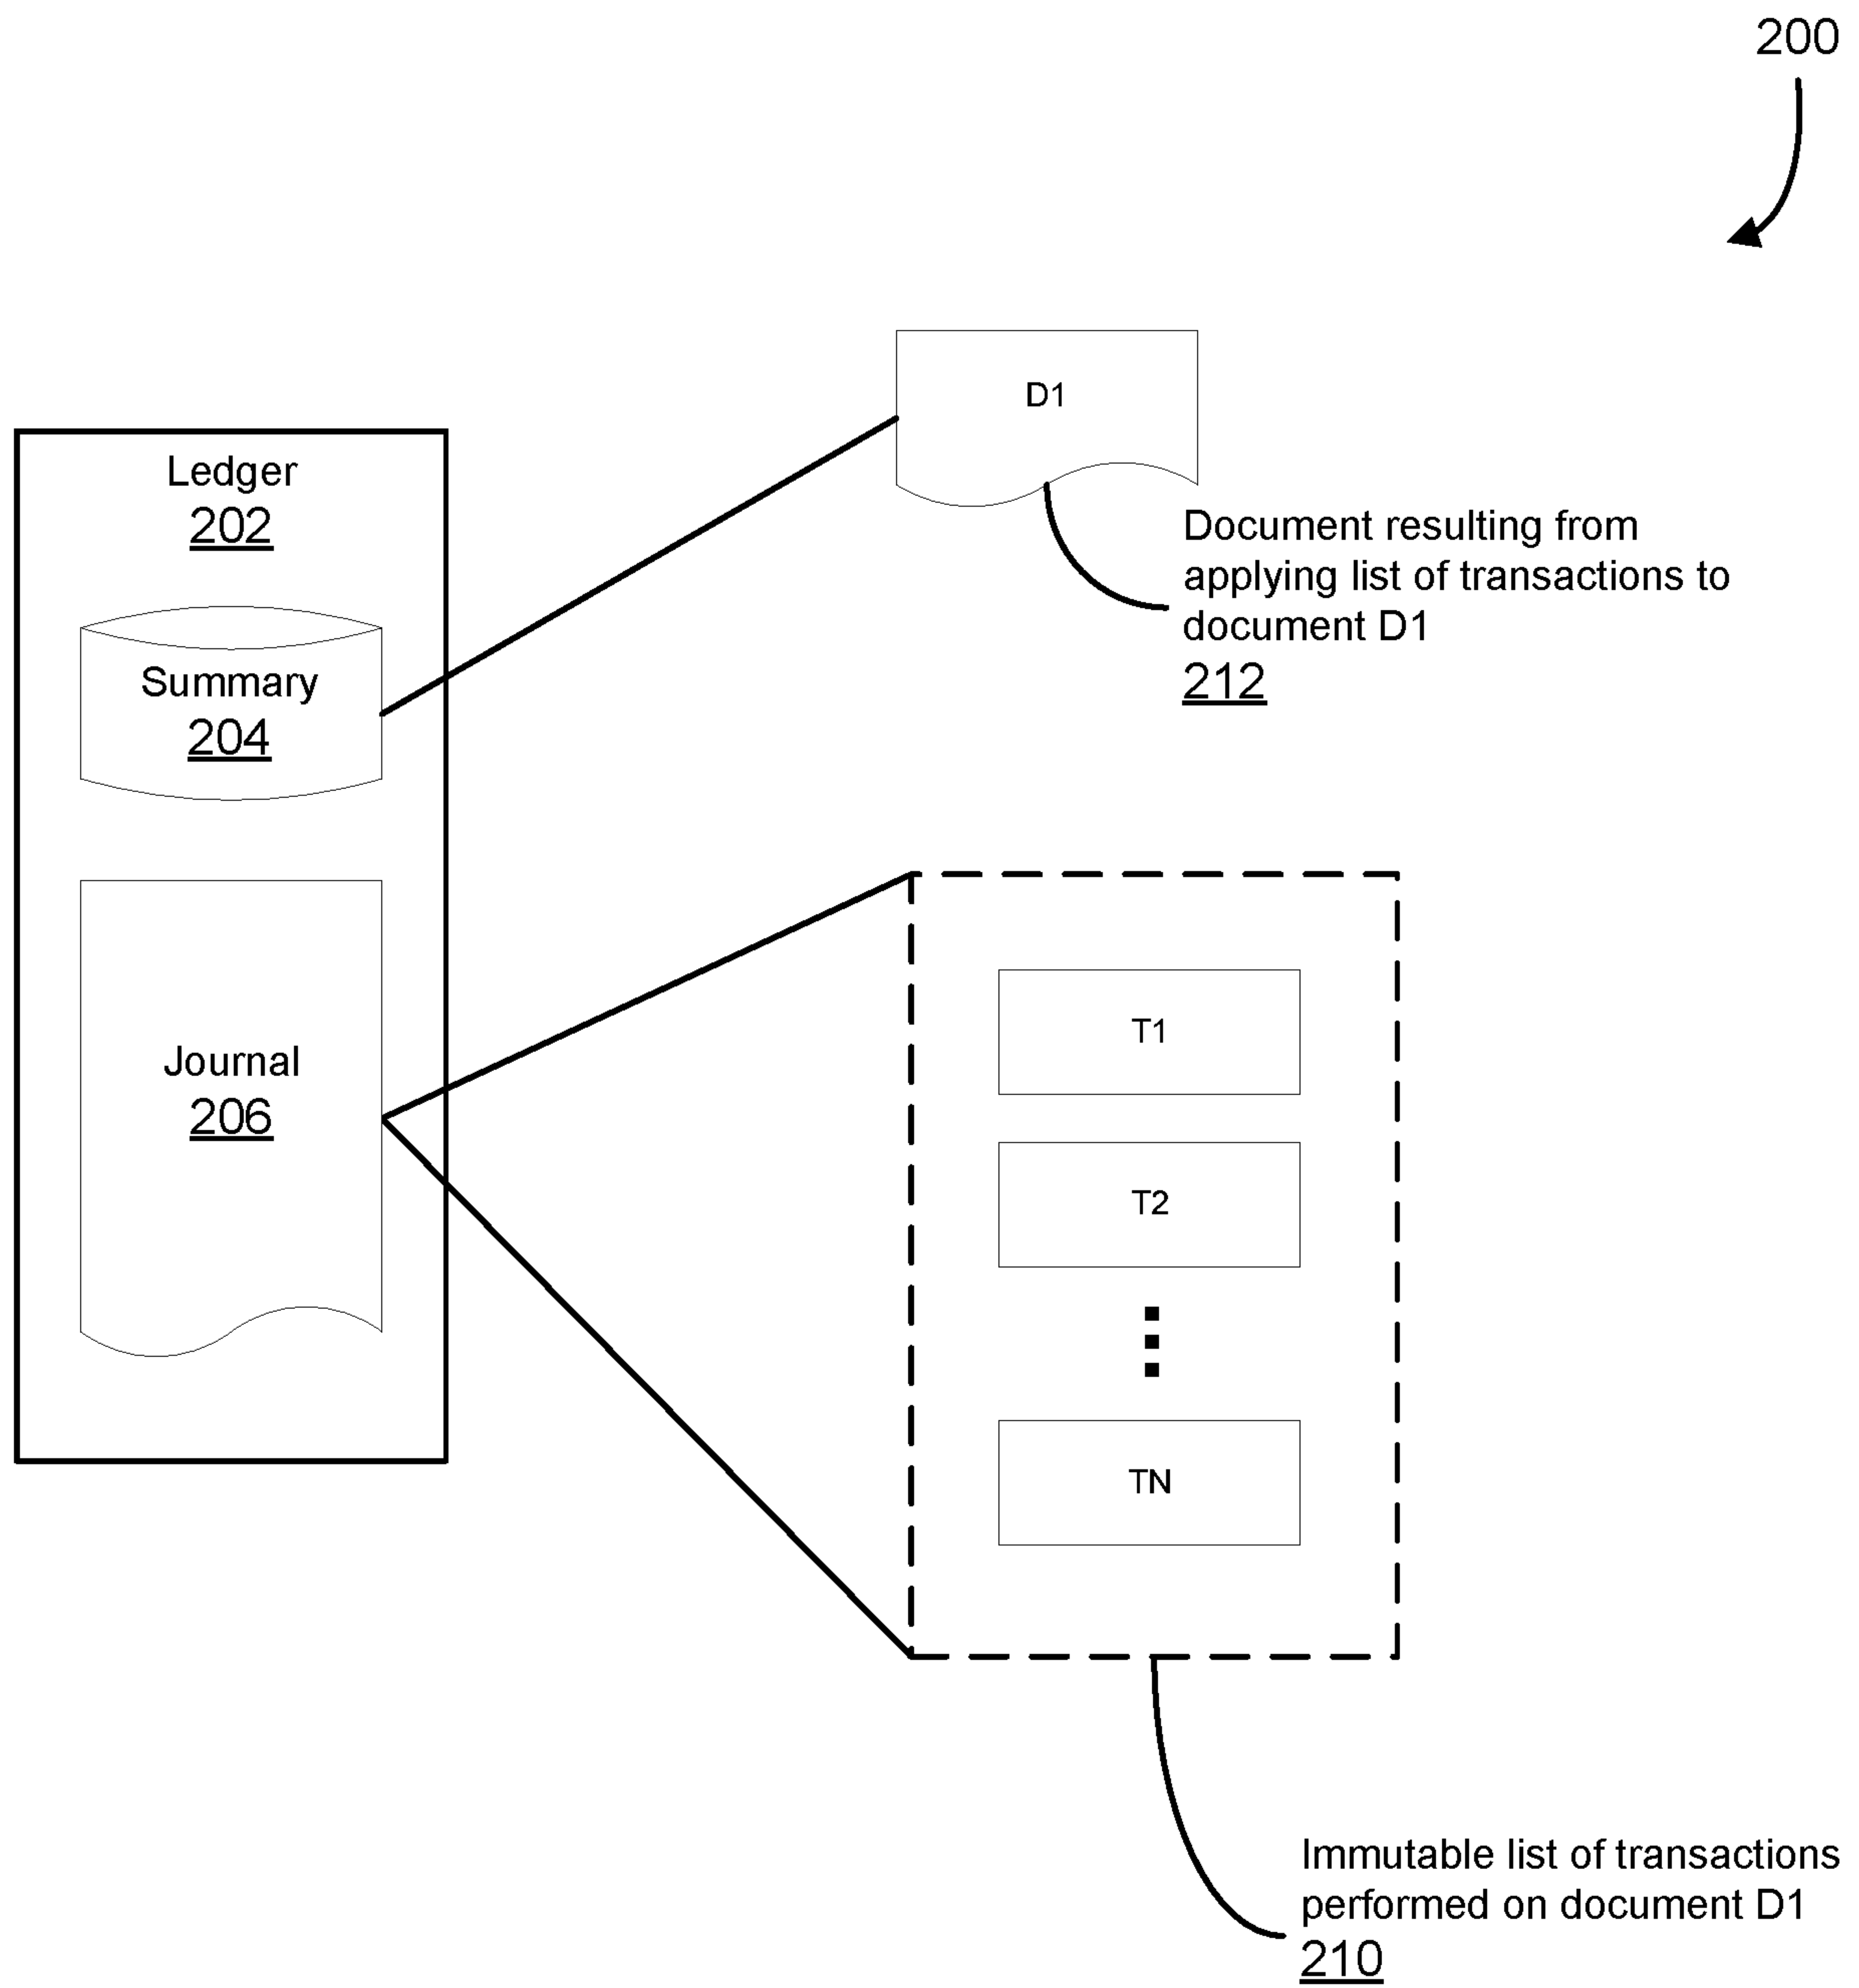 200
D1
Ledger
202
Document resulting from
applying list of transactions to
document D1
212
Summary
204
T1
Journal
206
T2
TN
Immutable list of transactions
performed on document D1
210